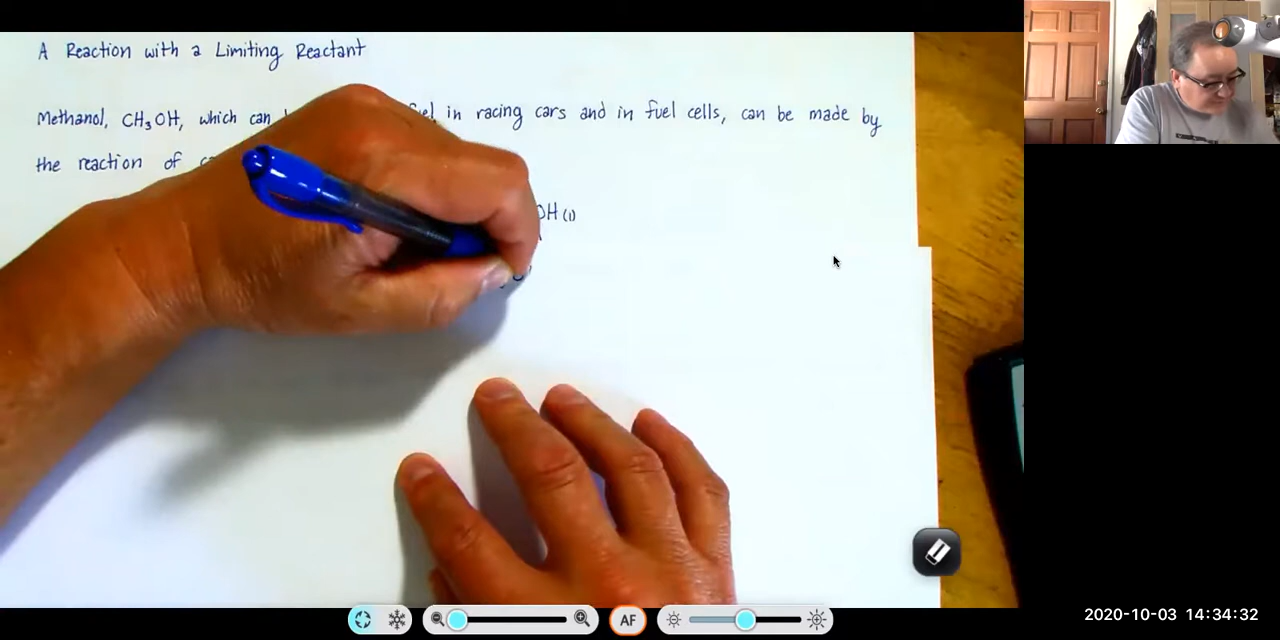 A Reaction with a Limiting Reactant
Methanol, CH₃OH, which can in racing cars and in fuel cells, can be made by
the reaction of
OH (l)
AF
2020-10-03 14:34:32